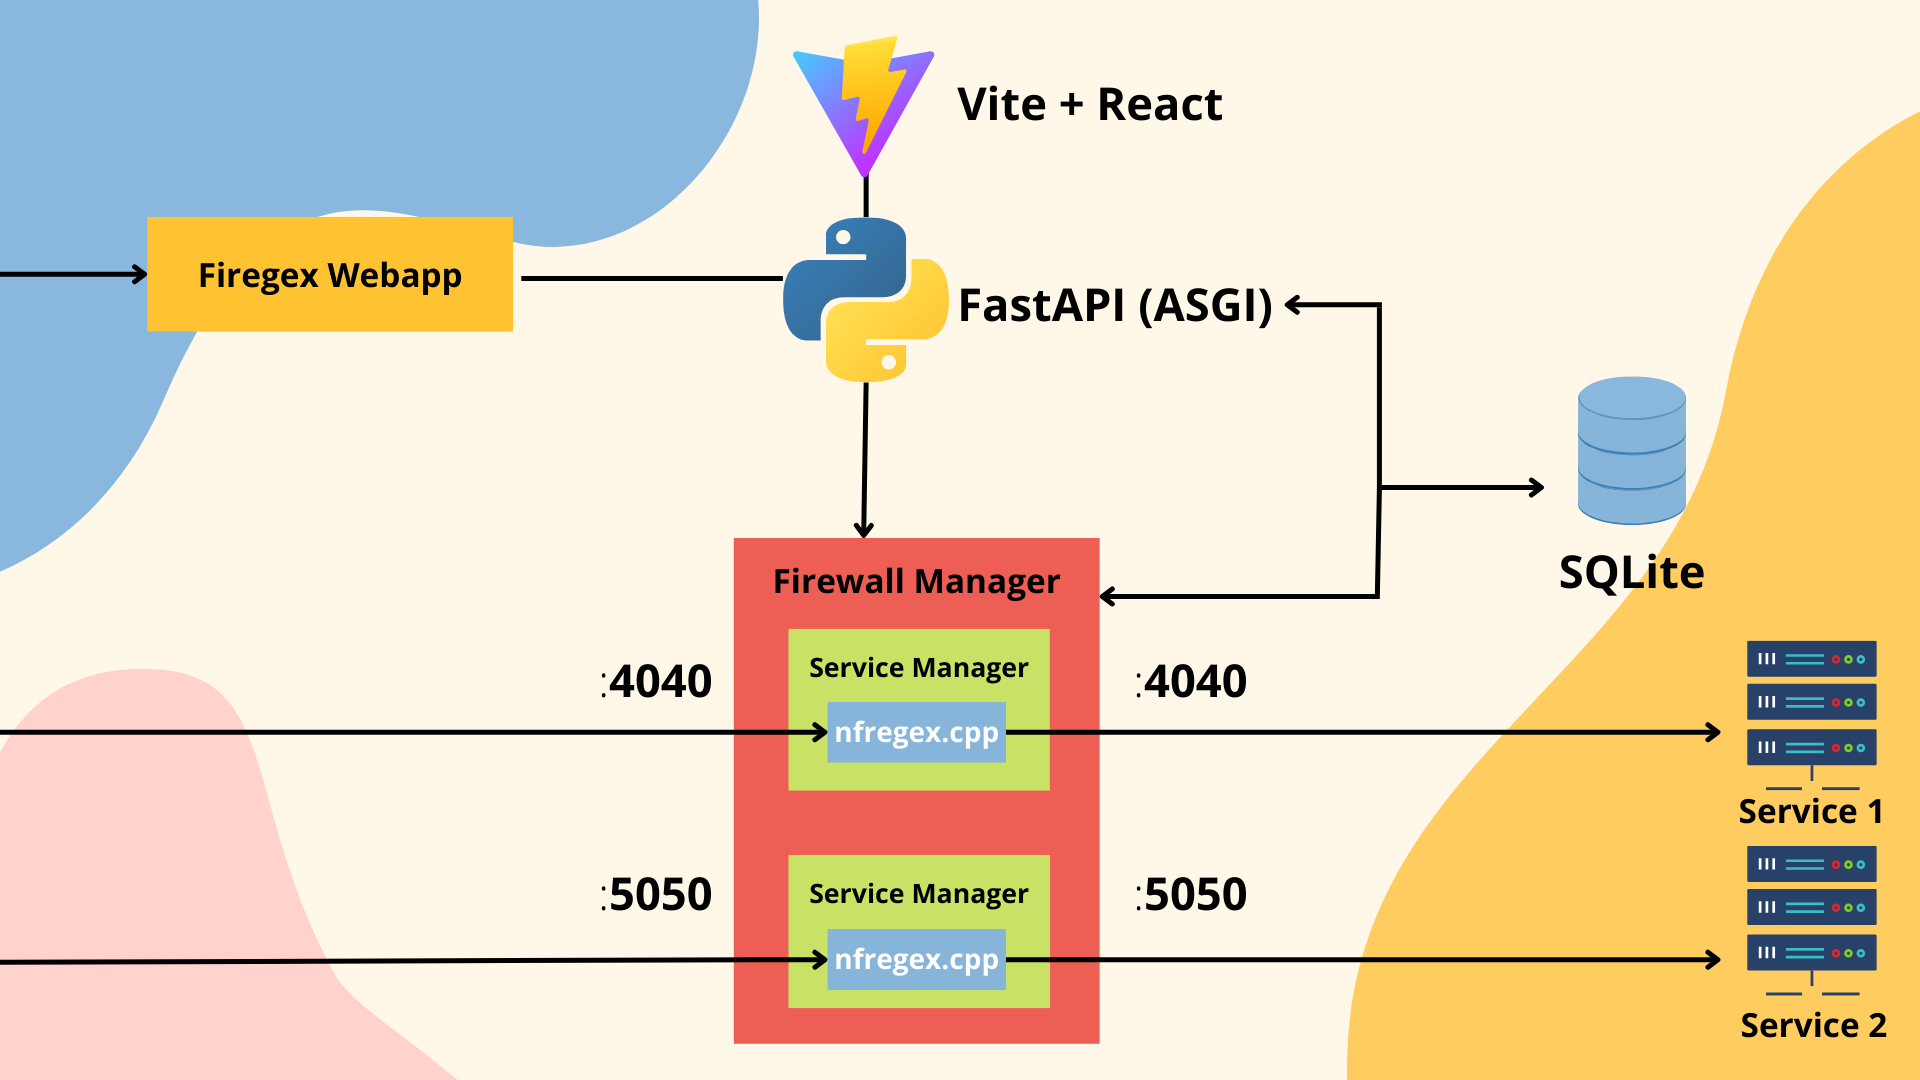 Vite + React
Firegex Webapp
FastAPI (ASGI)
SQLite
Firewall Manager
Service Manager
:4040
:4040
nfregex.cpp
Service 1
Service Manager
:5050
:5050
nfregex.cpp
Service 2